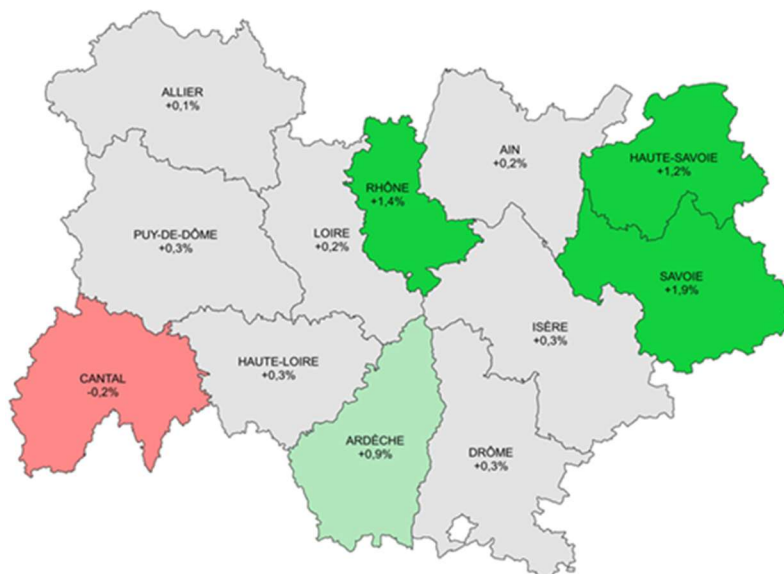 ALLIER
+0,1%
AIN
+0,2%
HAUTE-SAVOIE
+1,2%
RHÔNE
+1,4%
PUY-DE-DÔME
+0,3%
LOIRE
+0,2%
SAVOIE
+1,9%
ISÈRE
+0,3%
HAUTE-LOIRE
+0,3%
CANTAL
-0,2%
ARDÈCHE
+0,9%
DRÔME
+0,3%